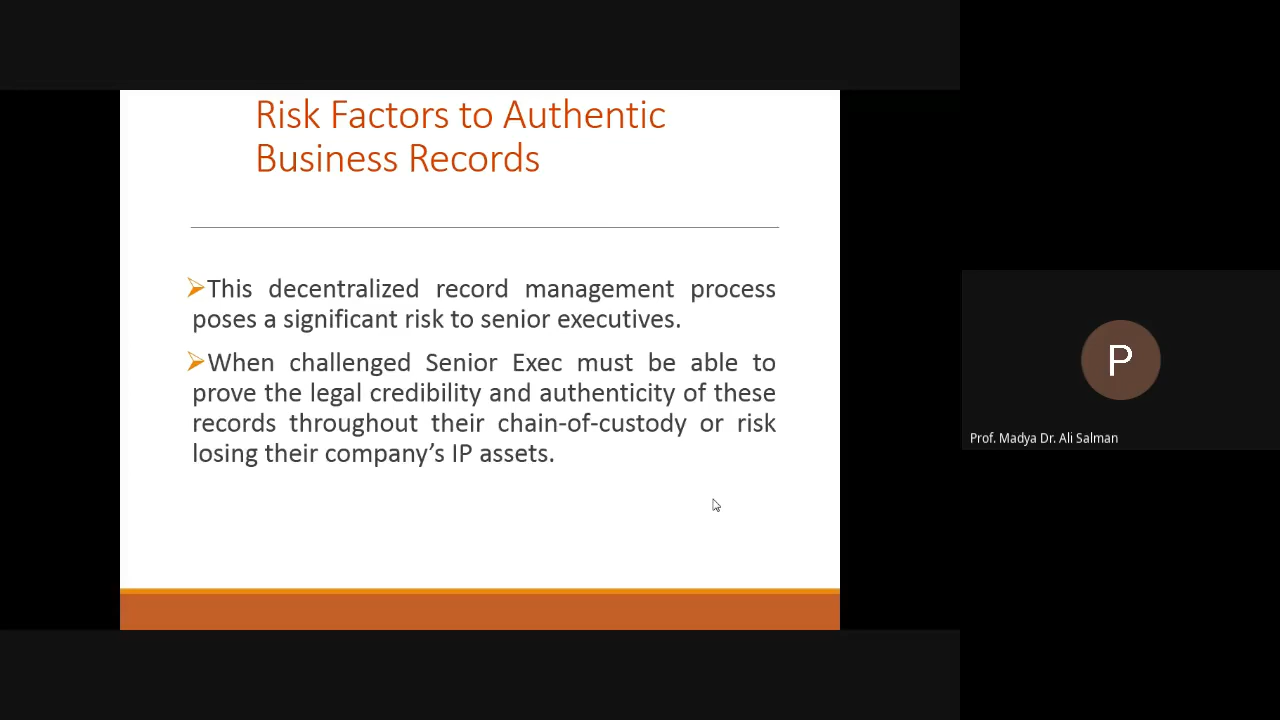 Risk Factors to Authentic
Business Records
This decentralized record management process
poses a significant risk to senior executives.
When challenged Senior Exec must be able to
prove the legal credibility and authenticity of these
records throughout their chain-of-custody or risk
losing their company’s IP assets.
P
Prof. Madya Dr. Ali Salman